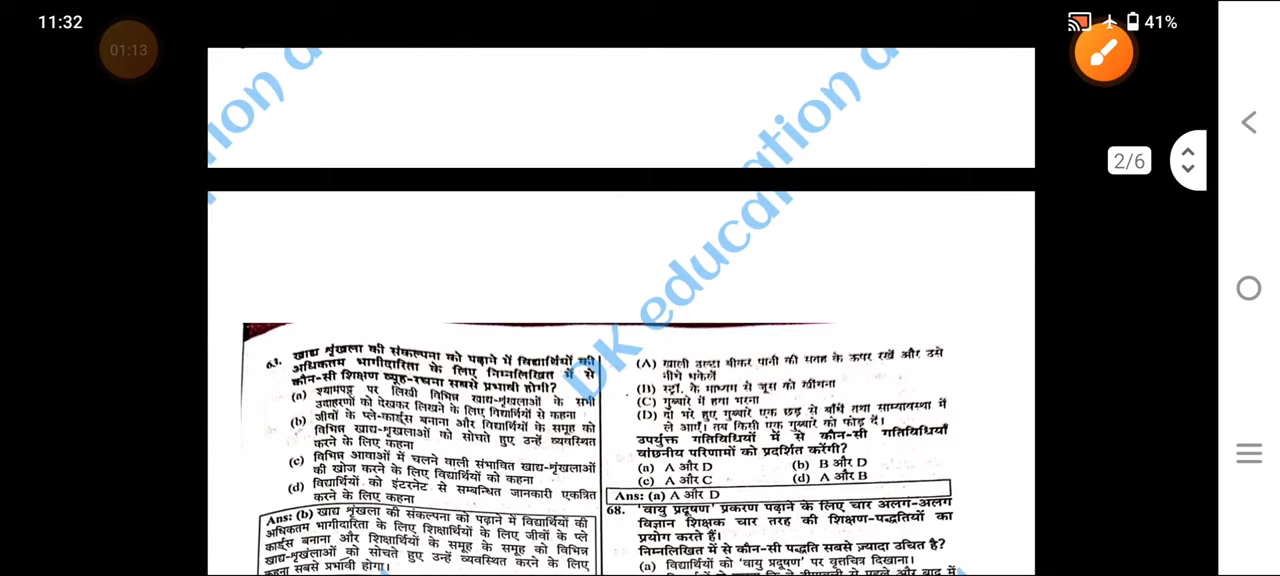 11:32
41%
01:13
2/6
DK education
63. खाद्य शृंखला की संकल्पना को पढ़ाने में विद्यार्थियों की
अधिकतम भागीदारिता के लिए निम्नलिखित में से
कौन-सी शिक्षण व्यूह-रचना सबसे प्रभावी होगी?
(a) श्यामपट्ट पर लिखी विभिन्न खाद्य-शृंखलाओं के सभी
उदाहरणों को देखकर लिखने के लिए विद्यार्थियों से कहना
(b) जीवों के प्ले-कार्ड्स बनाना और विद्यार्थियों के समूह को
विभिन्न खाद्य-शृंखलाओं को सोचते हुए उन्हें व्यवस्थित
करने के लिए कहना
(c) विभिन्न आवासों में चलने वाली संभावित खाद्य-शृंखलाओं
की खोज करने के लिए विद्यार्थियों को कहना
(d) विद्यार्थियों को इंटरनेट से सम्बन्धित जानकारी एकत्रित
करने के लिए कहना
Ans: (b) खाद्य शृंखला की संकल्पना को पढ़ाने में विद्यार्थियों की
अधिकतम भागीदारिता के लिए शिक्षार्थियों के लिए जीवों के प्ले
कार्ड्स बनाना और शिक्षार्थियों के समूह के समूह को विभिन्न
खाद्य-शृंखंलाओं को सोचते हुए उन्हें व्यवस्थित करने के लिए
कहना सबसे प्रभावी होगा।
(A) खाली उल्टा बीकर पानी की सतह के ऊपर रखें और उसे
नीचे धकेलें
(B) स्ट्रॉ के माध्यम से जूस को खींचना
(C) गुब्बारे में हवा भरना
(D) दो भरे हुए गुब्बारे एक छड़ से बाँधें तथा साम्यावस्था में
ले आएँ। तब किसी एक गुब्बारे को फोड़ दें।
उपर्युक्त गतिविधियों में से कौन-सी गतिविधियाँ
वांछनीय परिणामों को प्रदर्शित करेंगी?
(a) A और D (b) B और D
(c) A और C (d) A और B
Ans: (a) A और D
68. 'वायु प्रदूषण' प्रकरण पढ़ाने के लिए चार अलग-अलग
विज्ञान शिक्षक चार तरह की शिक्षण-पद्धतियों का
प्रयोग करते हैं।
निम्नलिखित में से कौन-सी पद्धति सबसे ज़्यादा उचित है?
(a) विद्यार्थियों को 'वायु प्रदूषण' पर वृत्तचित्र दिखाना।